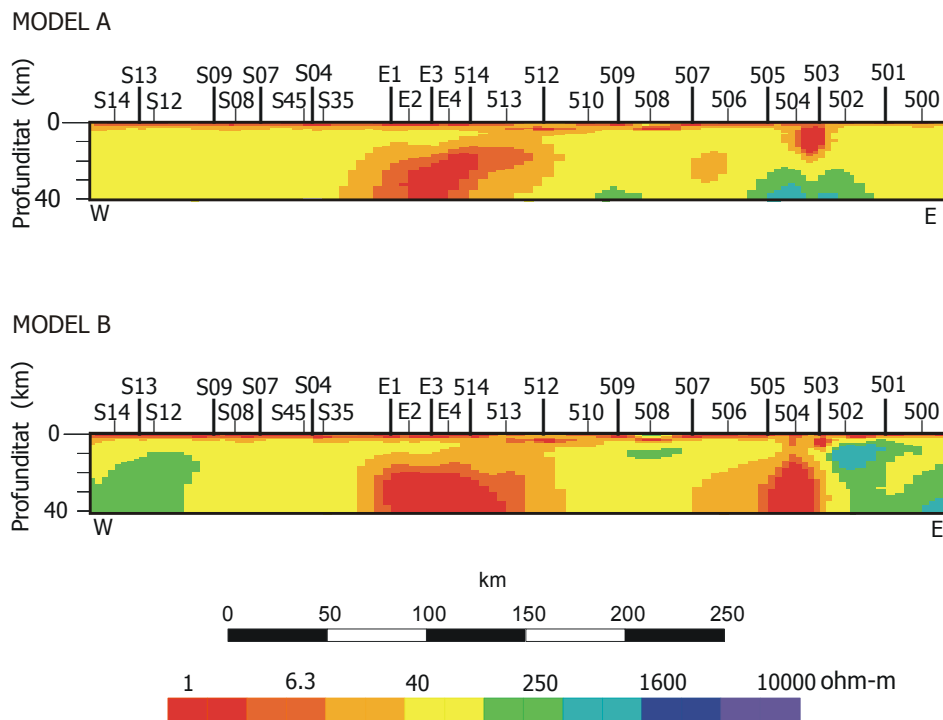 MODEL A
S13 S09 S07 S04 E1 E3 514 512 509 507 505 503 501
S14 S12 S08 S45 S35 E2 E4 513 510 508 506 504 502 500
Profunditat (km)
0
40
W E
MODEL B
S13 S09 S07 S04 E1 E3 514 512 509 507 505 503 501
S14 S12 S08 S45 S35 E2 E4 513 510 508 506 504 502 500
Profunditat (km)
0
40
W E
km
0 50 100 150 200 250
1 6.3 40 250 1600 10000 ohm-m